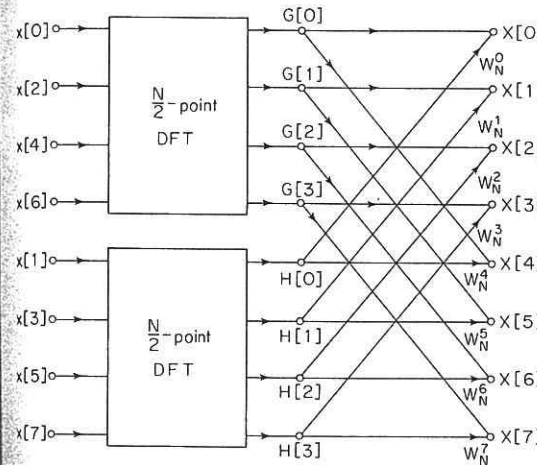 x[0] G[0] X[0
W_N^0
x[2] G[1] X[1
N/2-point
DFT
W_N^1
x[4] G[2] X[2
W_N^2
x[6] G[3] X[3
W_N^3
x[1] H[0] X[4
W_N^4
x[3] H[1] X[5
N/2-point
DFT
W_N^5
x[5] H[2] X[6
W_N^6
x[7] H[3] X[7
W_N^7